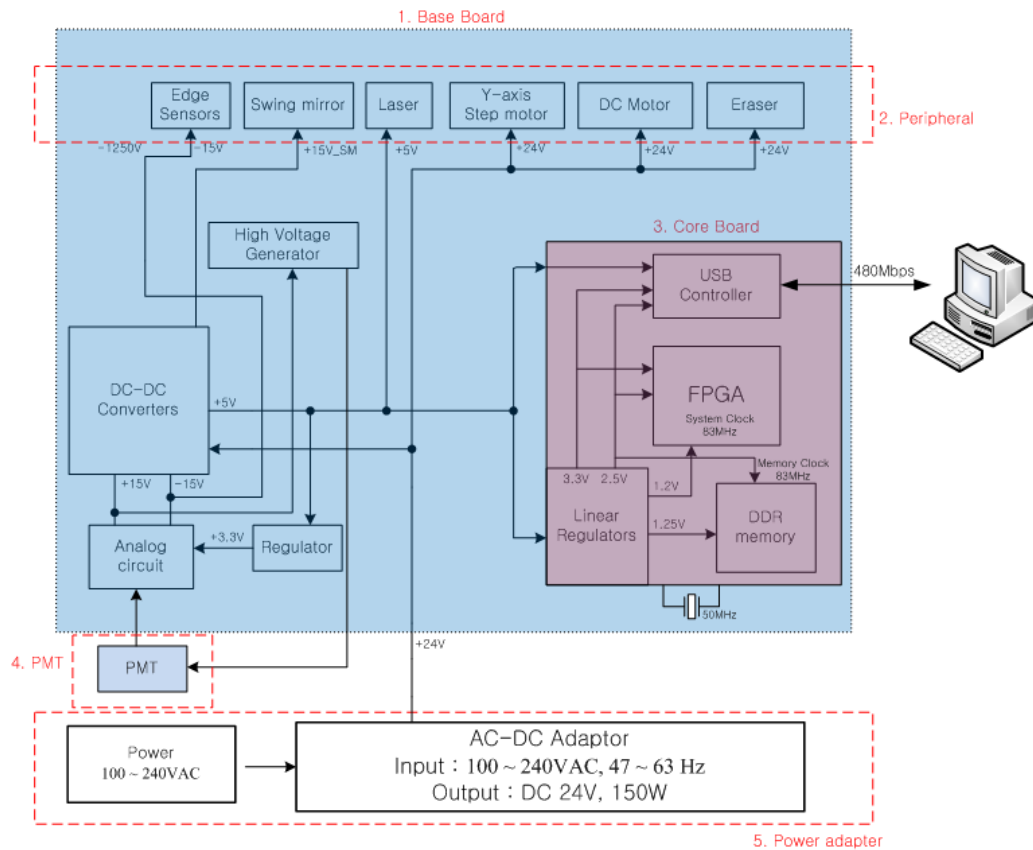 1. Base Board
Edge
Sensors
Swing mirror
Laser
Y-axis
Step motor
DC Motor
Eraser
2. Peripheral
-1250V
-15V
+15V_SM
+5V
+24V
+24V
+24V
High Voltage
Generator
3. Core Board
USB
Controller
480Mbps
DC-DC
Converters
+5V
FPGA
System Clock
83MHz
Memory Clock
83MHz
+15V
-15V
3.3V
2.5V
1.2V
Linear
Regulators
1.25V
DDR
memory
Analog
circuit
+3.3V
Regulator
50MHz
+24V
4. PMT
PMT
Power
100 ~ 240VAC
AC-DC Adaptor
Input : 100 ~ 240VAC, 47 ~ 63 Hz
Output : DC 24V, 150W
5. Power adapter